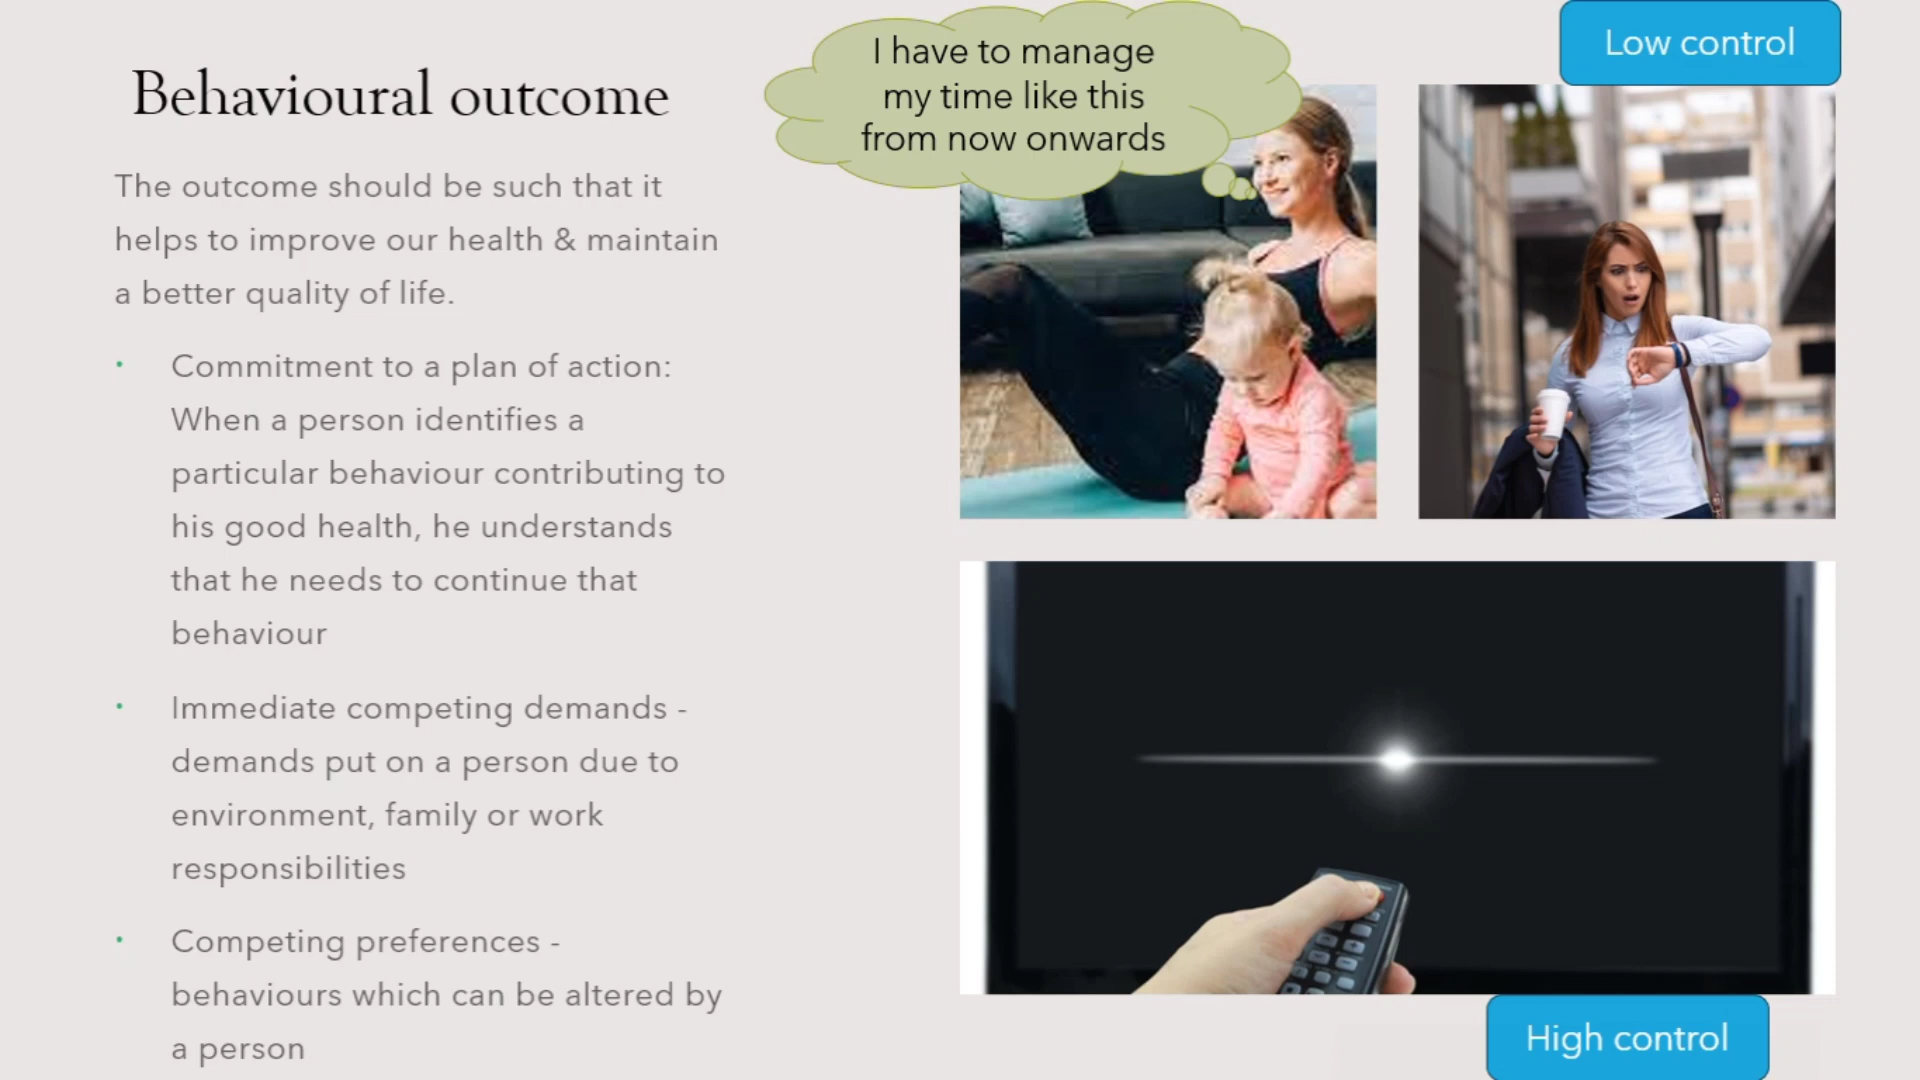 Behavioural outcome
The outcome should be such that it
helps to improve our health & maintain
a better quality of life.
• Commitment to a plan of action:
When a person identifies a
particular behaviour contributing to
his good health, he understands
that he needs to continue that
behaviour
• Immediate competing demands -
demands put on a person due to
environment, family or work
responsibilities
• Competing preferences -
behaviours which can be altered by
a person
I have to manage
my time like this
from now onwards
Low control
High control